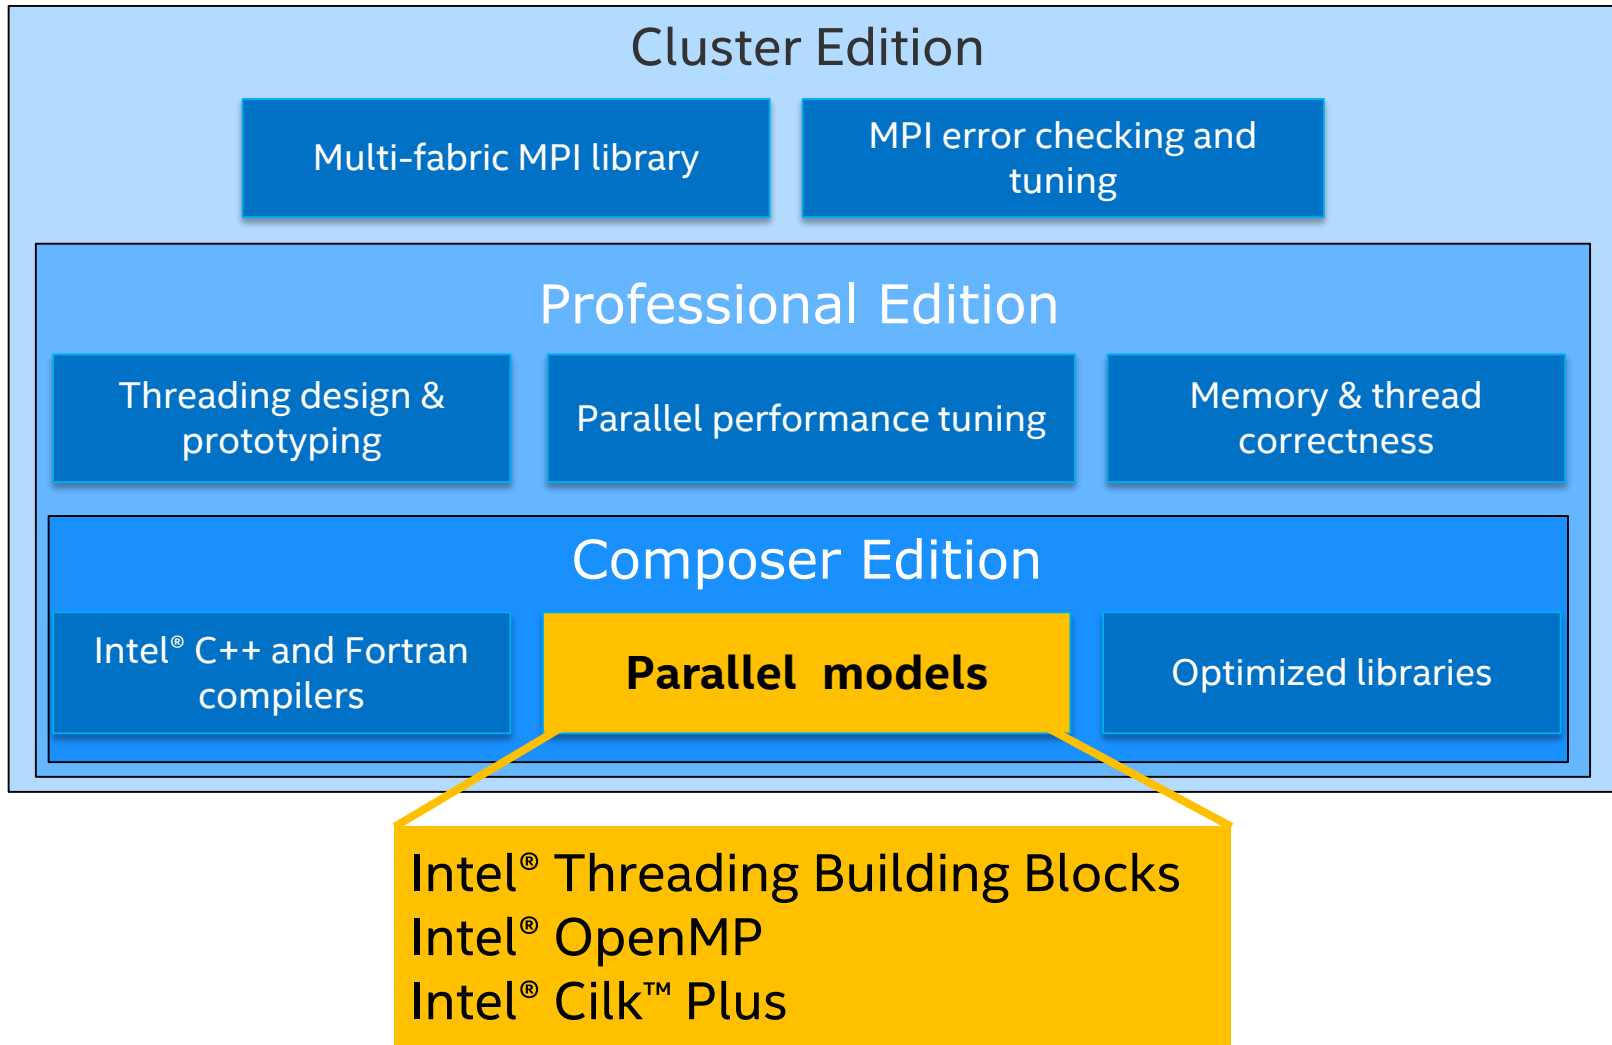 Cluster Edition
Multi-fabric MPI library
MPI error checking and
tuning
Professional Edition
Threading design &
prototyping
Parallel performance tuning
Memory & thread
correctness
Composer Edition
Intel® C++ and Fortran
compilers
Parallel models
Optimized libraries
Intel® Threading Building Blocks
Intel® OpenMP
Intel® Cilk™ Plus